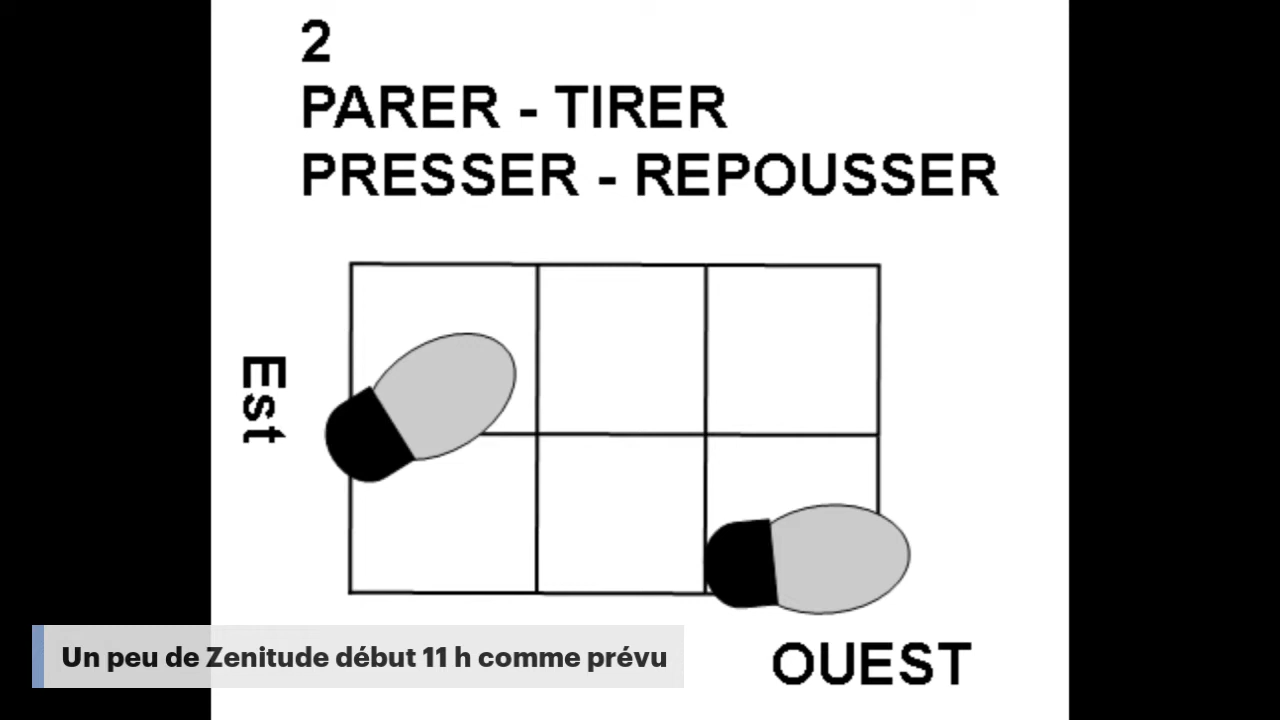 2
PARER - TIRER
PRESSER - REPOUSSER
Est
OUEST
Un peu de Zenitude début 11 h comme prévu